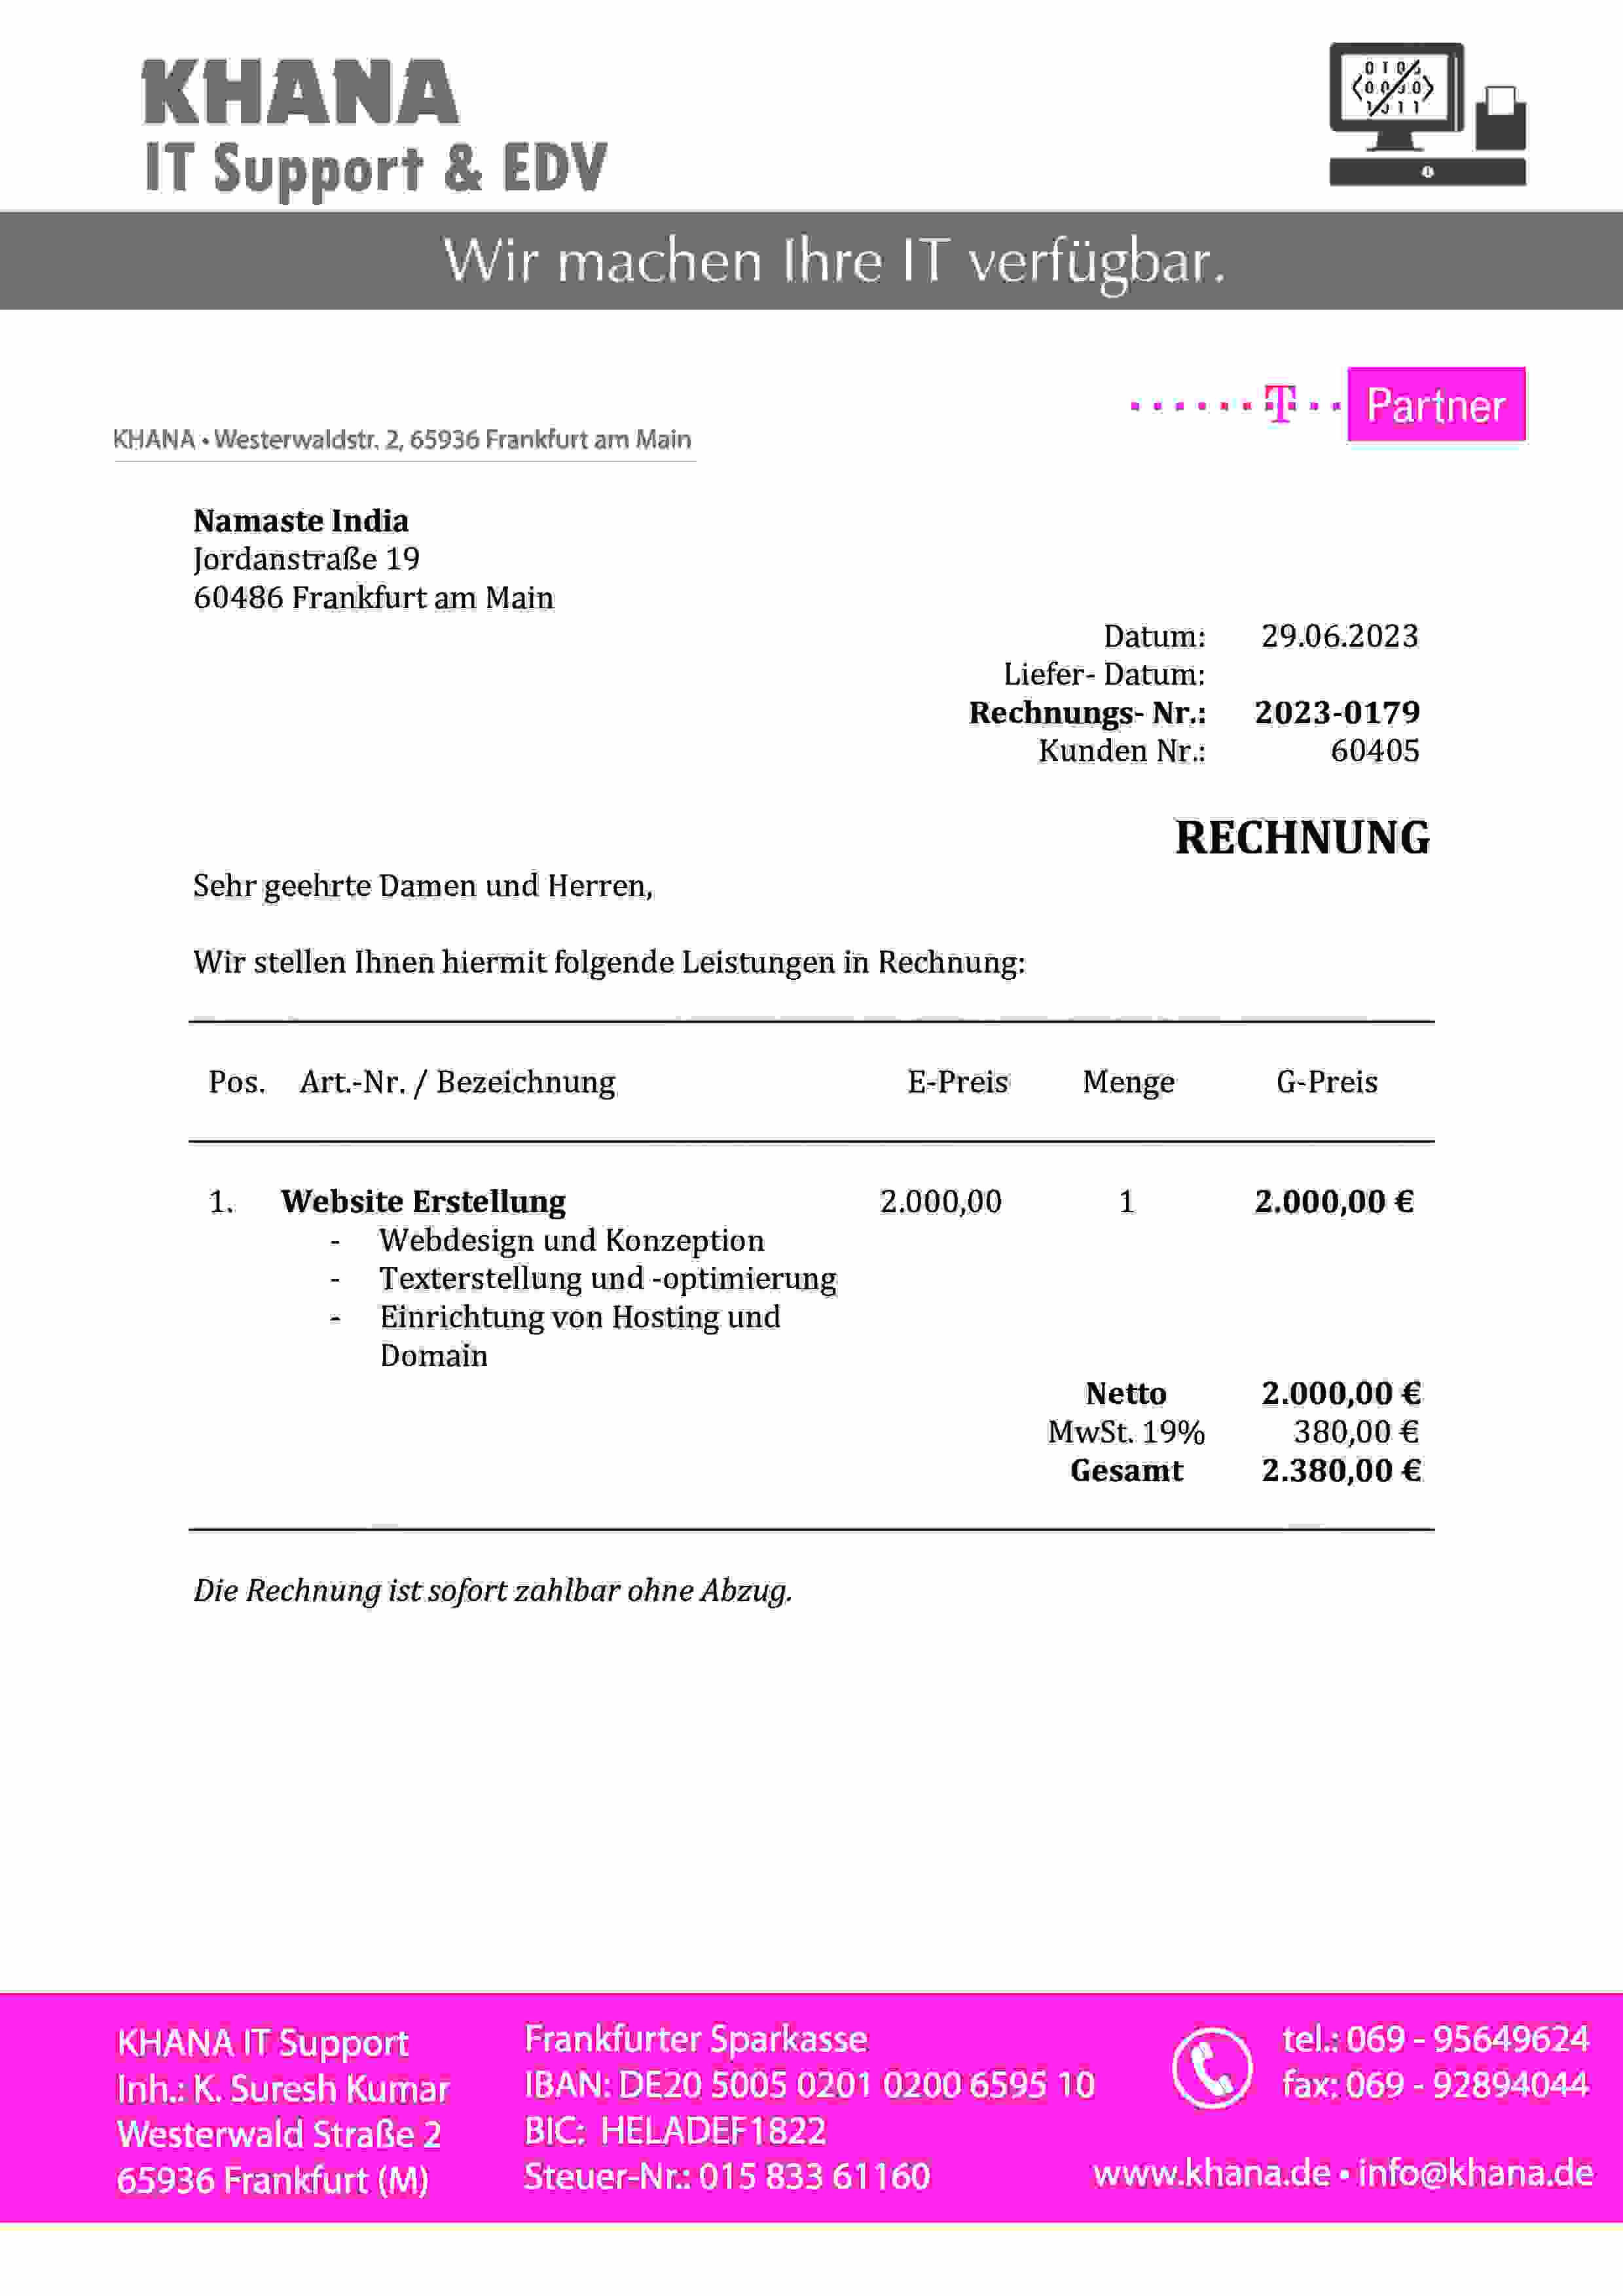 KHANA
IT Support & EDV
Wir machen Ihre IT verfügbar.
T Partner
KHANA • Westerwaldstr. 2, 65936 Frankfurt am Main
Namaste India
Jordanstraße 19
60486 Frankfurt am Main
Datum: 29.06.2023
Liefer- Datum:
Rechnungs- Nr.: 2023-0179
Kunden Nr.: 60405
RECHNUNG
Sehr geehrte Damen und Herren,
Wir stellen Ihnen hiermit folgende Leistungen in Rechnung:
Pos. Art.-Nr. / Bezeichnung E-Preis Menge G-Preis
1. Website Erstellung 2.000,00 1 2.000,00 €
- Webdesign und Konzeption
- Texterstellung und -optimierung
- Einrichtung von Hosting und
Domain
Netto 2.000,00 €
MwSt. 19% 380,00 €
Gesamt 2.380,00 €
Die Rechnung ist sofort zahlbar ohne Abzug.
KHANA IT Support
Inh.: K. Suresh Kumar
Westerwald Straße 2
65936 Frankfurt (M)
Frankfurter Sparkasse
IBAN: DE20 5005 0201 0200 6595 10
BIC: HELADEF1822
Steuer-Nr.: 015 833 61160
tel.: 069 - 95649624
fax: 069 - 92894044
www.khana.de • info@khana.de